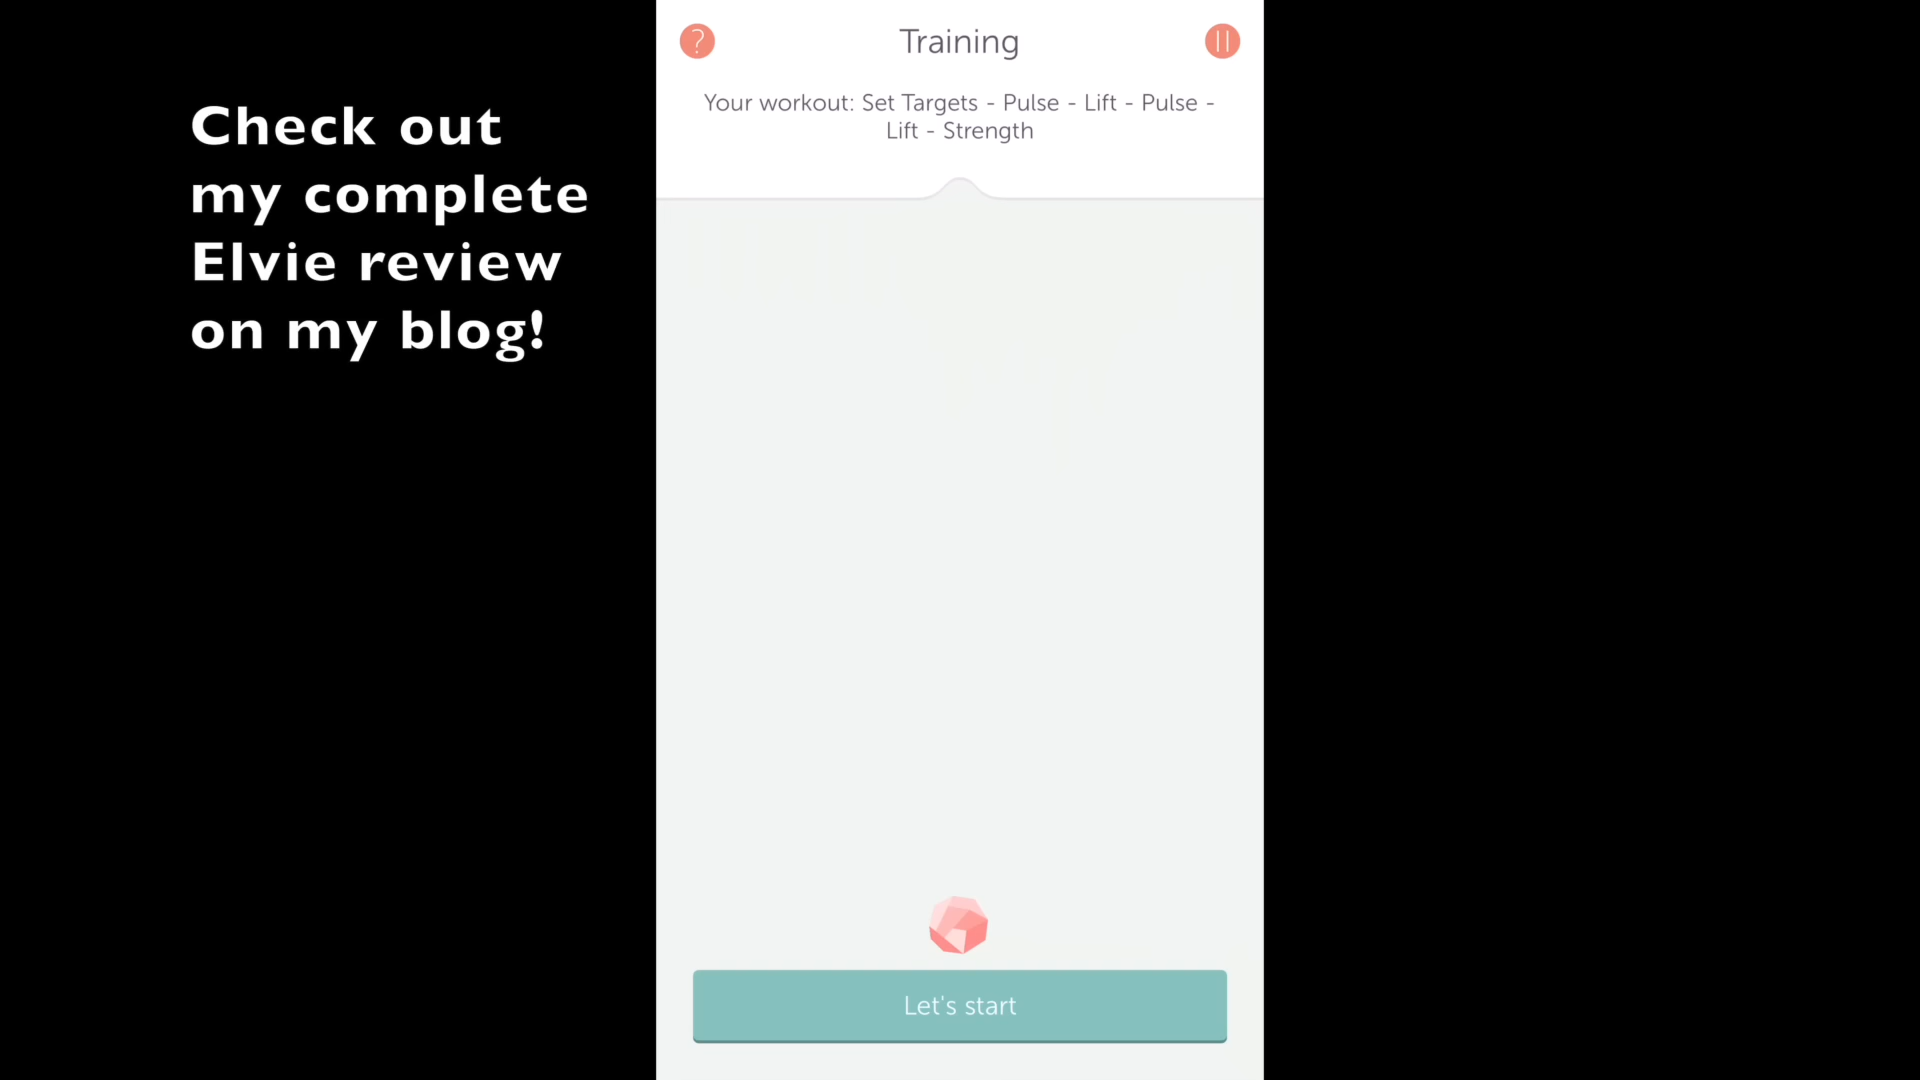 Check out
my complete
Elvie review
on my blog!
?
Training
Your workout: Set Targets - Pulse - Lift - Pulse -
Lift - Strength
Let's start